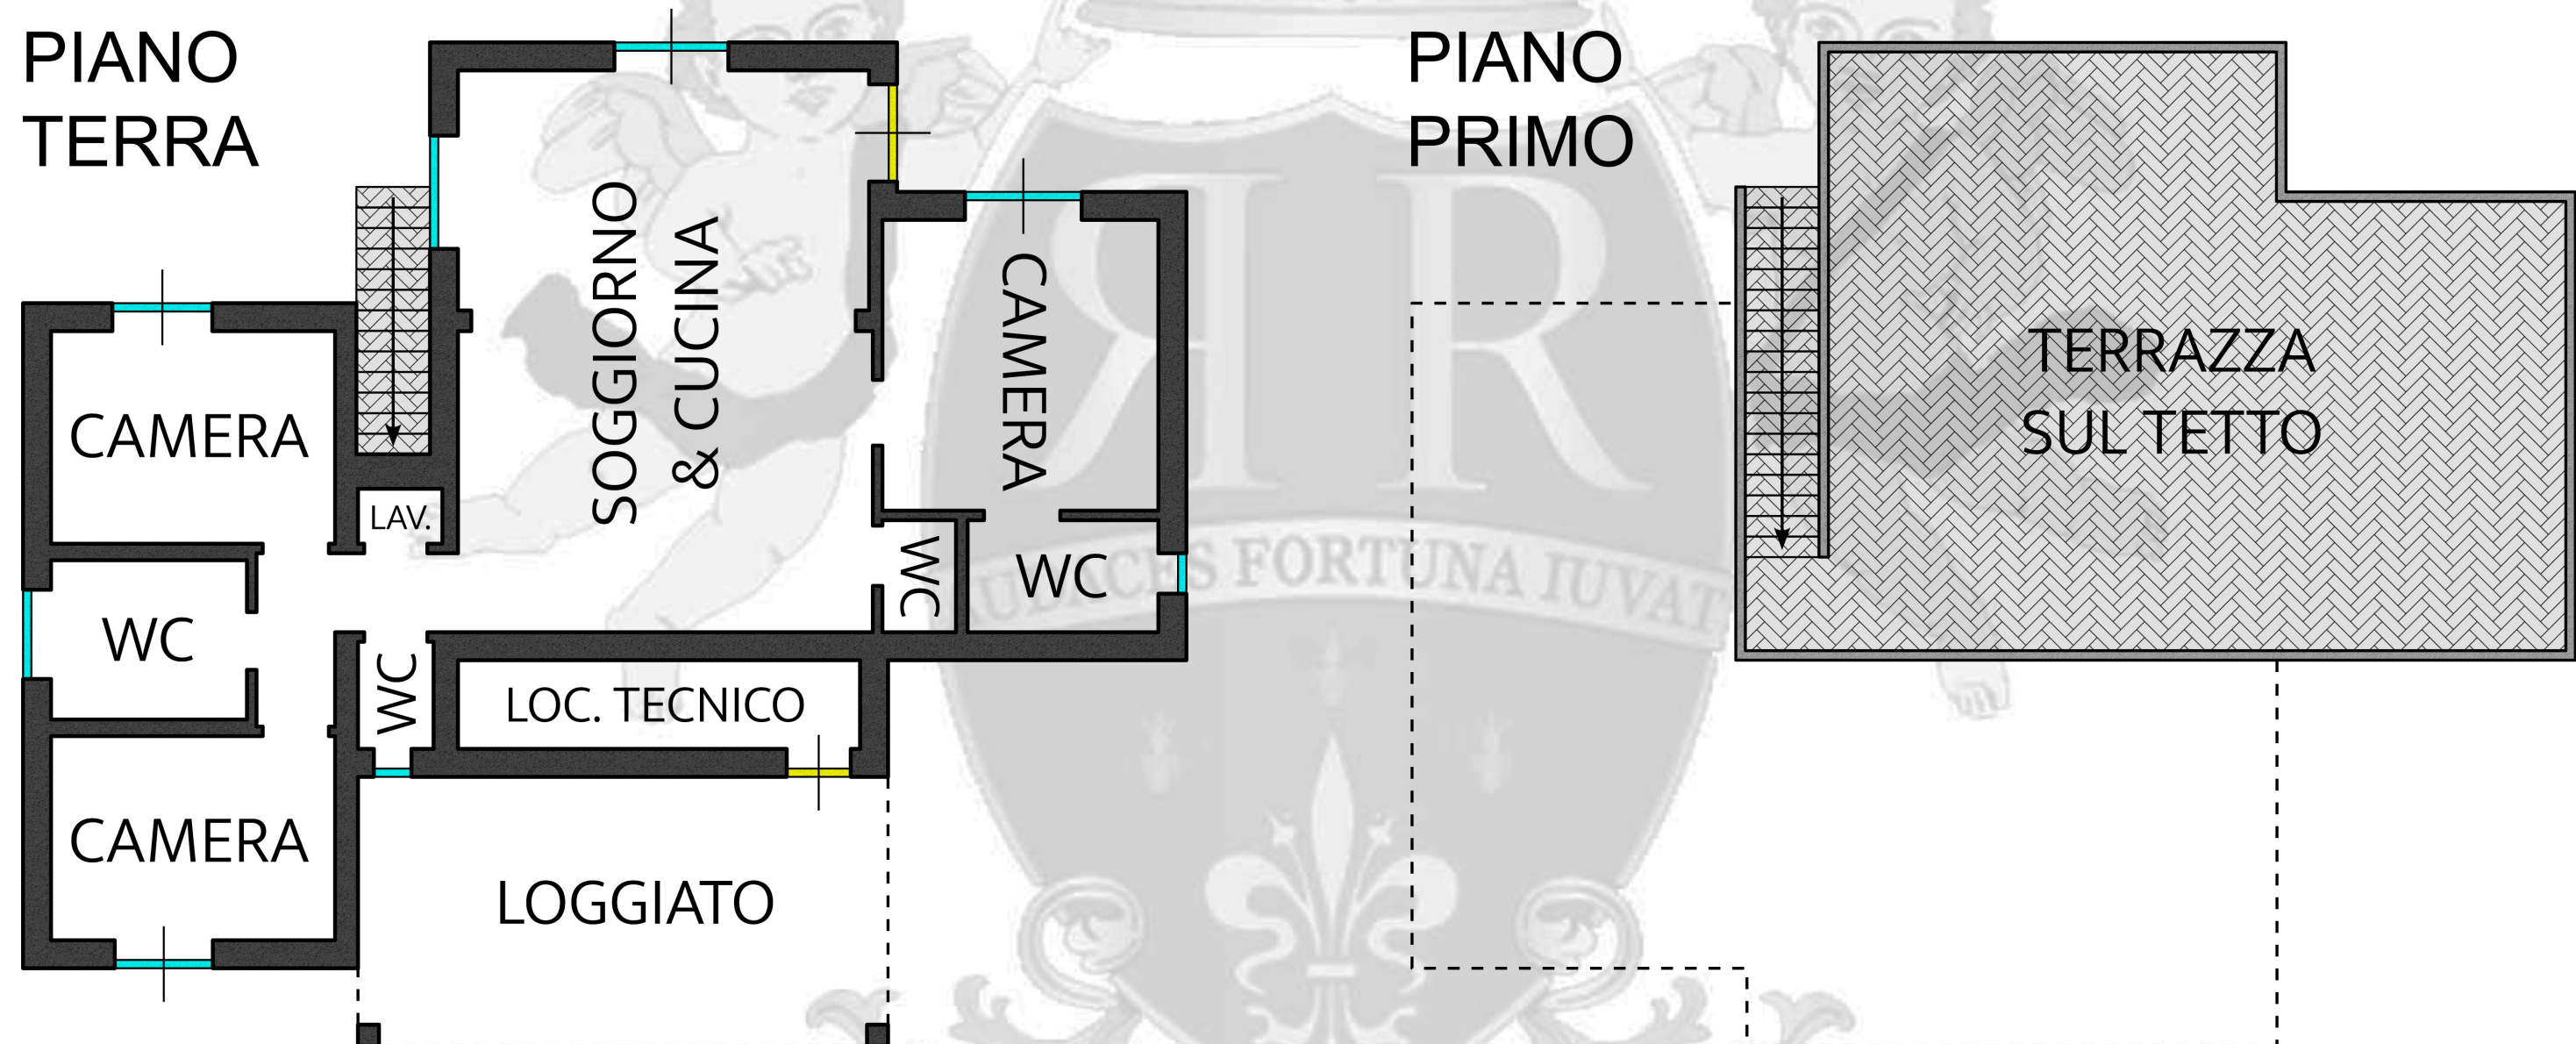 PIANO
TERRA
SOGGIORNO
& CUCINA
CAMERA
CAMERA
LAV.
WC
WC
WC
WC
LOC. TECNICO
CAMERA
LOGGIATO
PIANO
PRIMO
TERRAZZA
SUL TETTO
R R
FORTUNA IUVAT